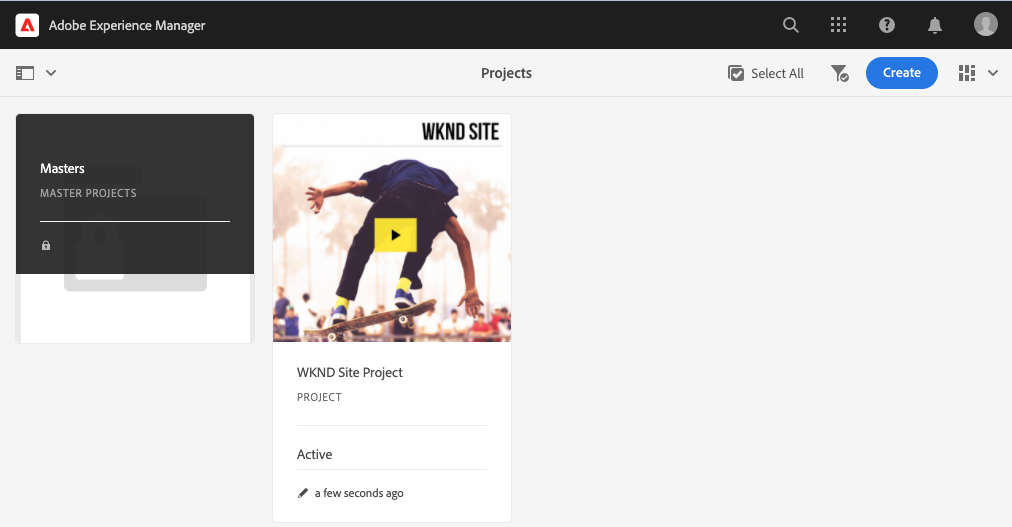 Adobe Experience Manager
Projects
Select All
Create
Masters
MASTER PROJECTS
WKND SITE
WKND Site Project
PROJECT
Active
a few seconds ago